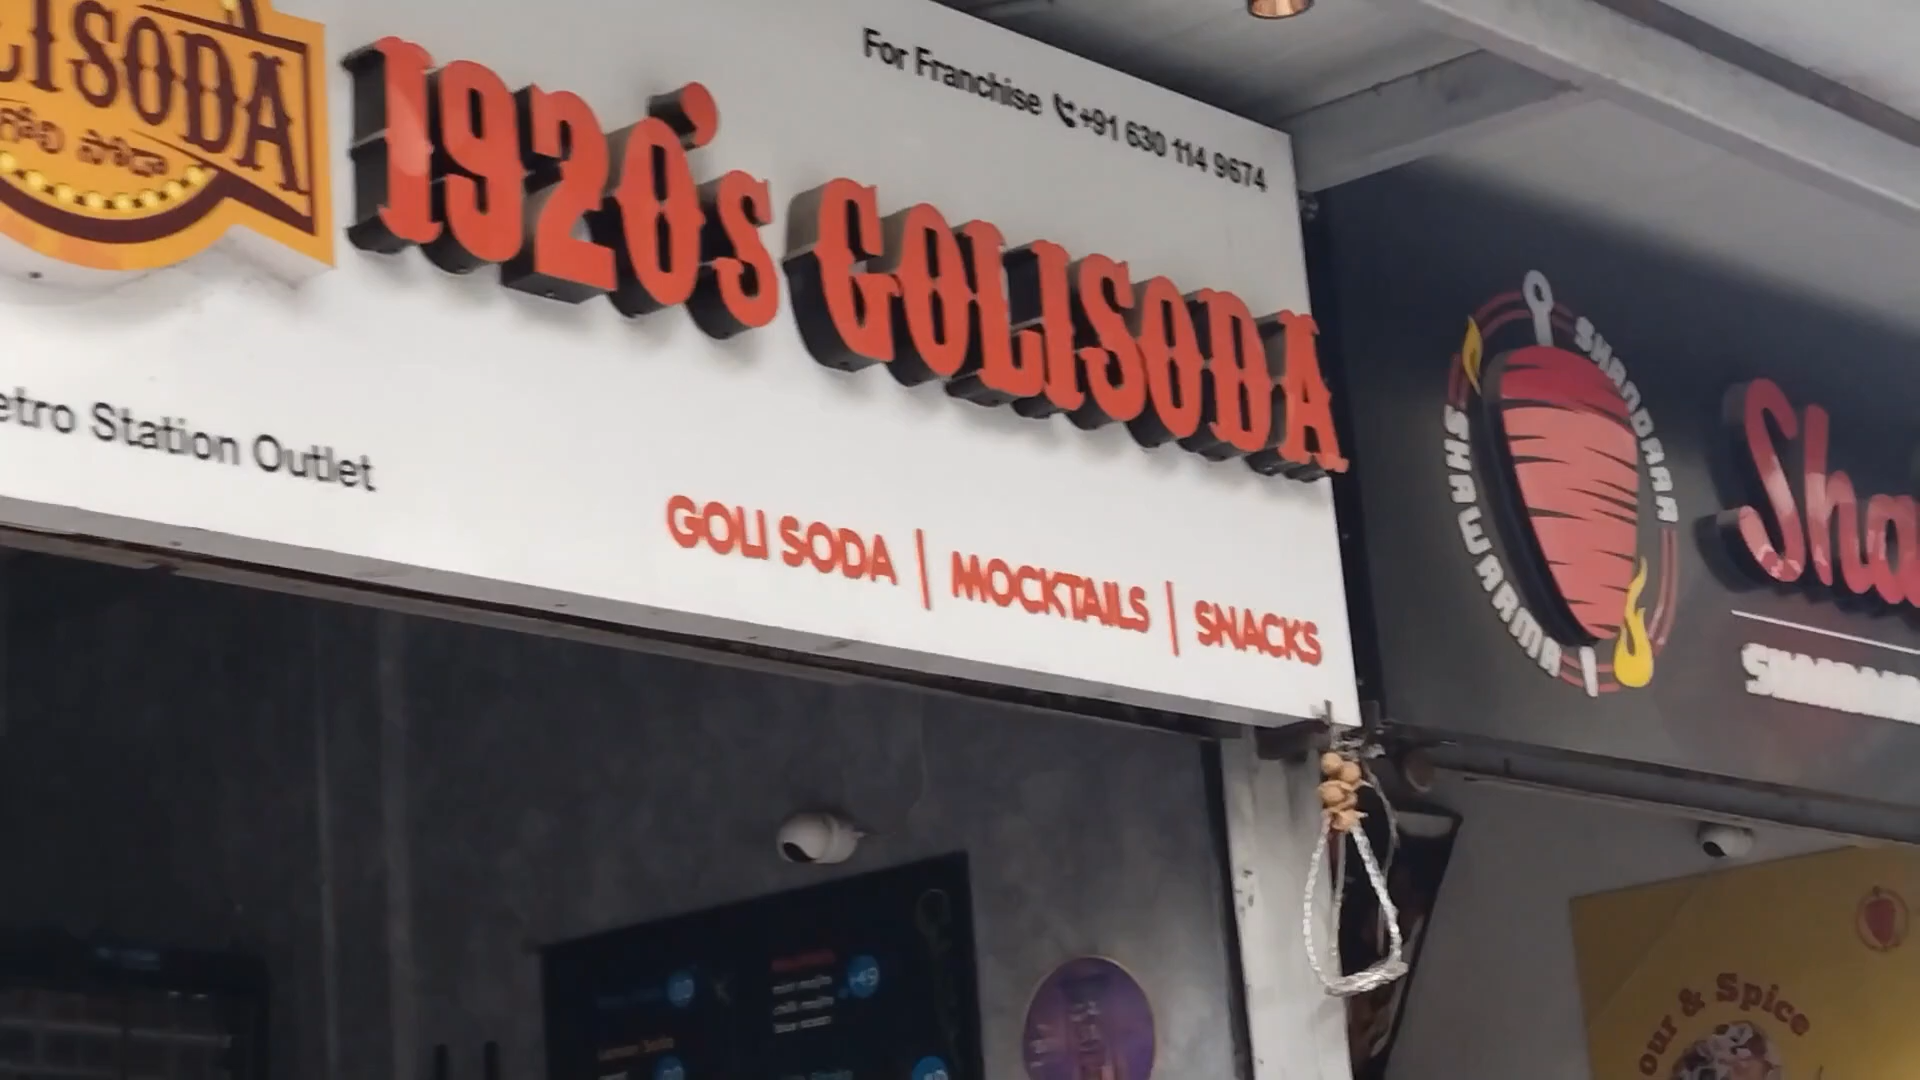 For Franchise +91 630 114 9674
ISODA
గోలి సోడా
1920's GOLISODA
etro Station Outlet
GOLI SODA | MOCKTAILS | SNACKS
SHANDAAR
SHAWARMA
Sha
our & Spice